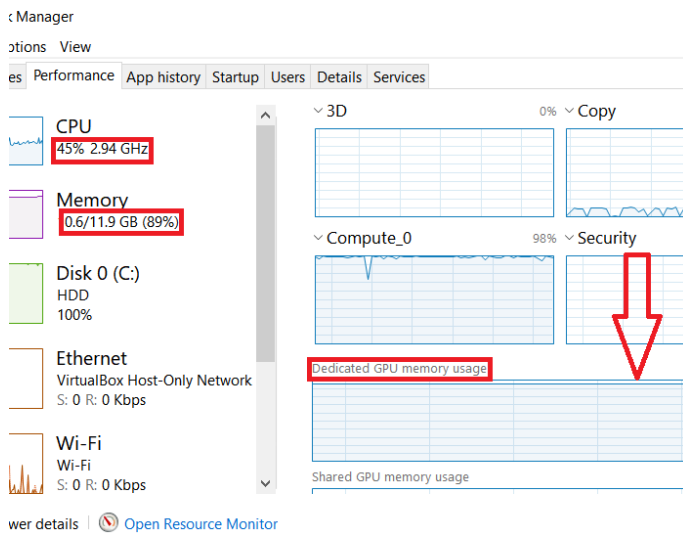 k Manager
ptions View
es Performance App history Startup Users Details Services
CPU
45% 2.94 GHz
Memory
0.6/11.9 GB (89%)
Disk 0 (C:)
HDD
100%
Ethernet
VirtualBox Host-Only Network
S: 0 R: 0 Kbps
Wi-Fi
Wi-Fi
S: 0 R: 0 Kbps
3D 0% Copy
Compute_0 98% Security
Dedicated GPU memory usage
Shared GPU memory usage
wer details Open Resource Monitor